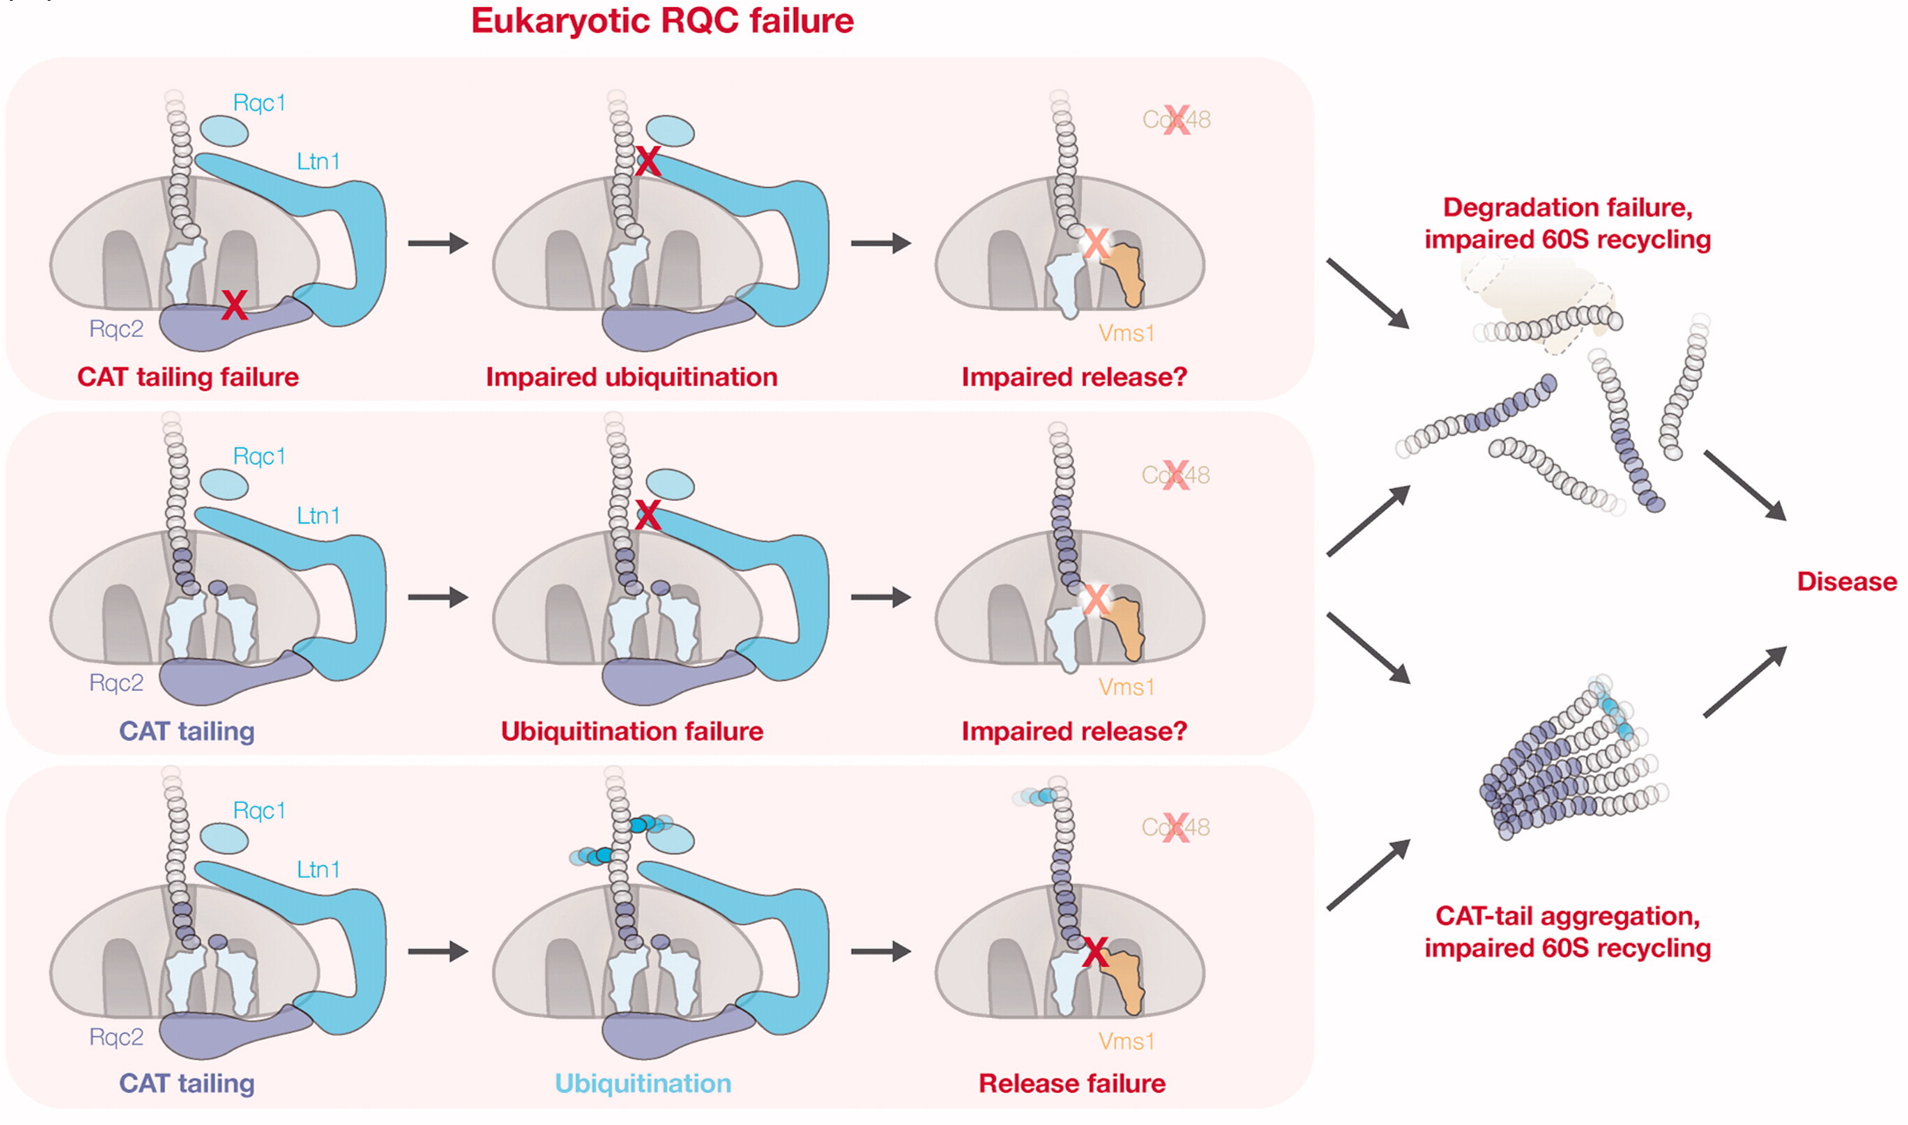 Eukaryotic RQC failure
Rqc1
Ltn1
Rqc2
CAT tailing failure
Impaired ubiquitination
Cdc48
Vms1
Impaired release?
Rqc1
Ltn1
Rqc2
CAT tailing
Ubiquitination failure
Cdc48
Vms1
Impaired release?
Rqc1
Ltn1
Rqc2
CAT tailing
Ubiquitination
Cdc48
Vms1
Release failure
Degradation failure,
impaired 60S recycling
Disease
CAT-tail aggregation,
impaired 60S recycling